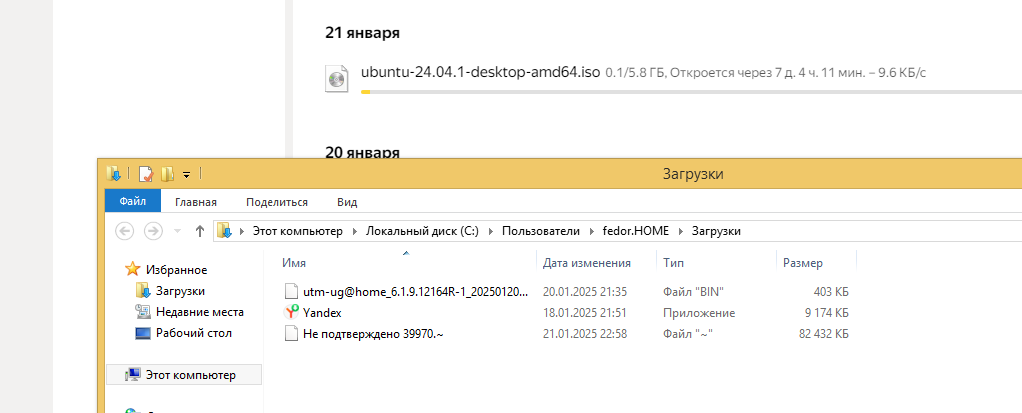 21 января
ubuntu-24.04.1-desktop-amd64.iso 0.1/5.8 ГБ, Откроется через 7 д. 4 ч. 11 мин. – 9.6 КБ/с
20 января
Загрузки
Файл Главная Поделиться Вид
Этот компьютер Локальный диск (C:) Пользователи fedor.HOME Загрузки
Избранное
Загрузки
Недавние места
Рабочий стол
Этот компьютер
Имя Дата изменения Тип Размер
utm-ug@home_6.1.9.12164R-1_20250120... 20.01.2025 21:35 Файл "BIN" 403 КБ
Yandex 18.01.2025 21:51 Приложение 9 174 КБ
Не подтверждено 39970.~ 21.01.2025 22:58 Файл "~" 82 432 КБ